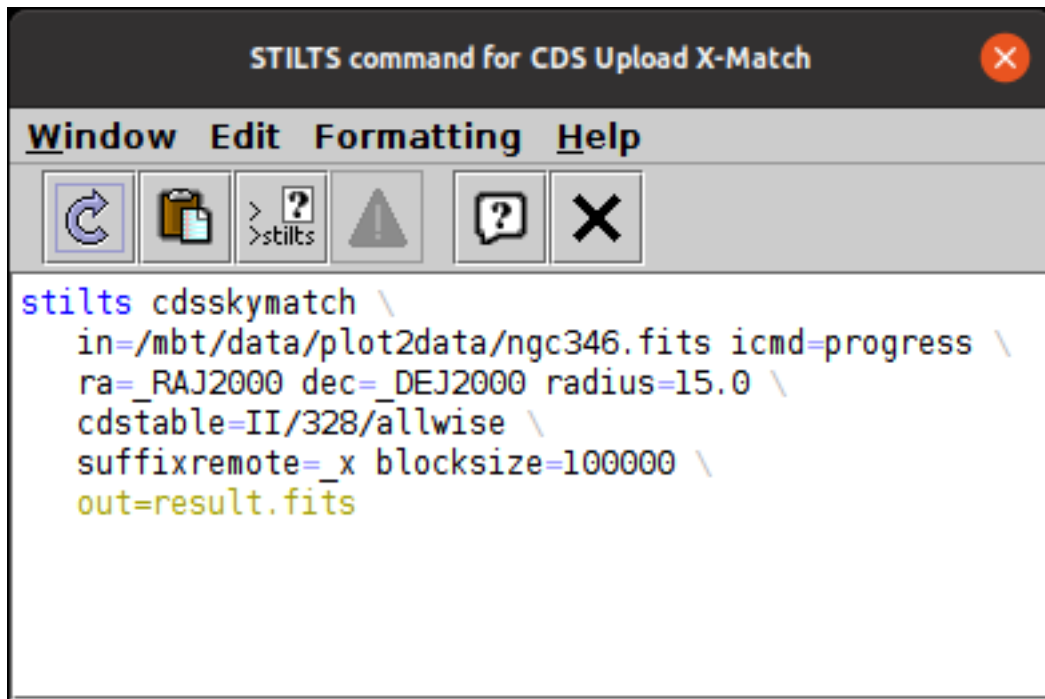 STILTS command for CDS Upload X-Match
Window Edit Formatting Help
> ?
>stilts
?
stilts cdsskymatch \
in=/mbt/data/plot2data/ngc346.fits icmd=progress \
ra=_RAJ2000 dec=_DEJ2000 radius=15.0 \
cdstable=II/328/allwise \
suffixremote=_x blocksize=100000 \
out=result.fits